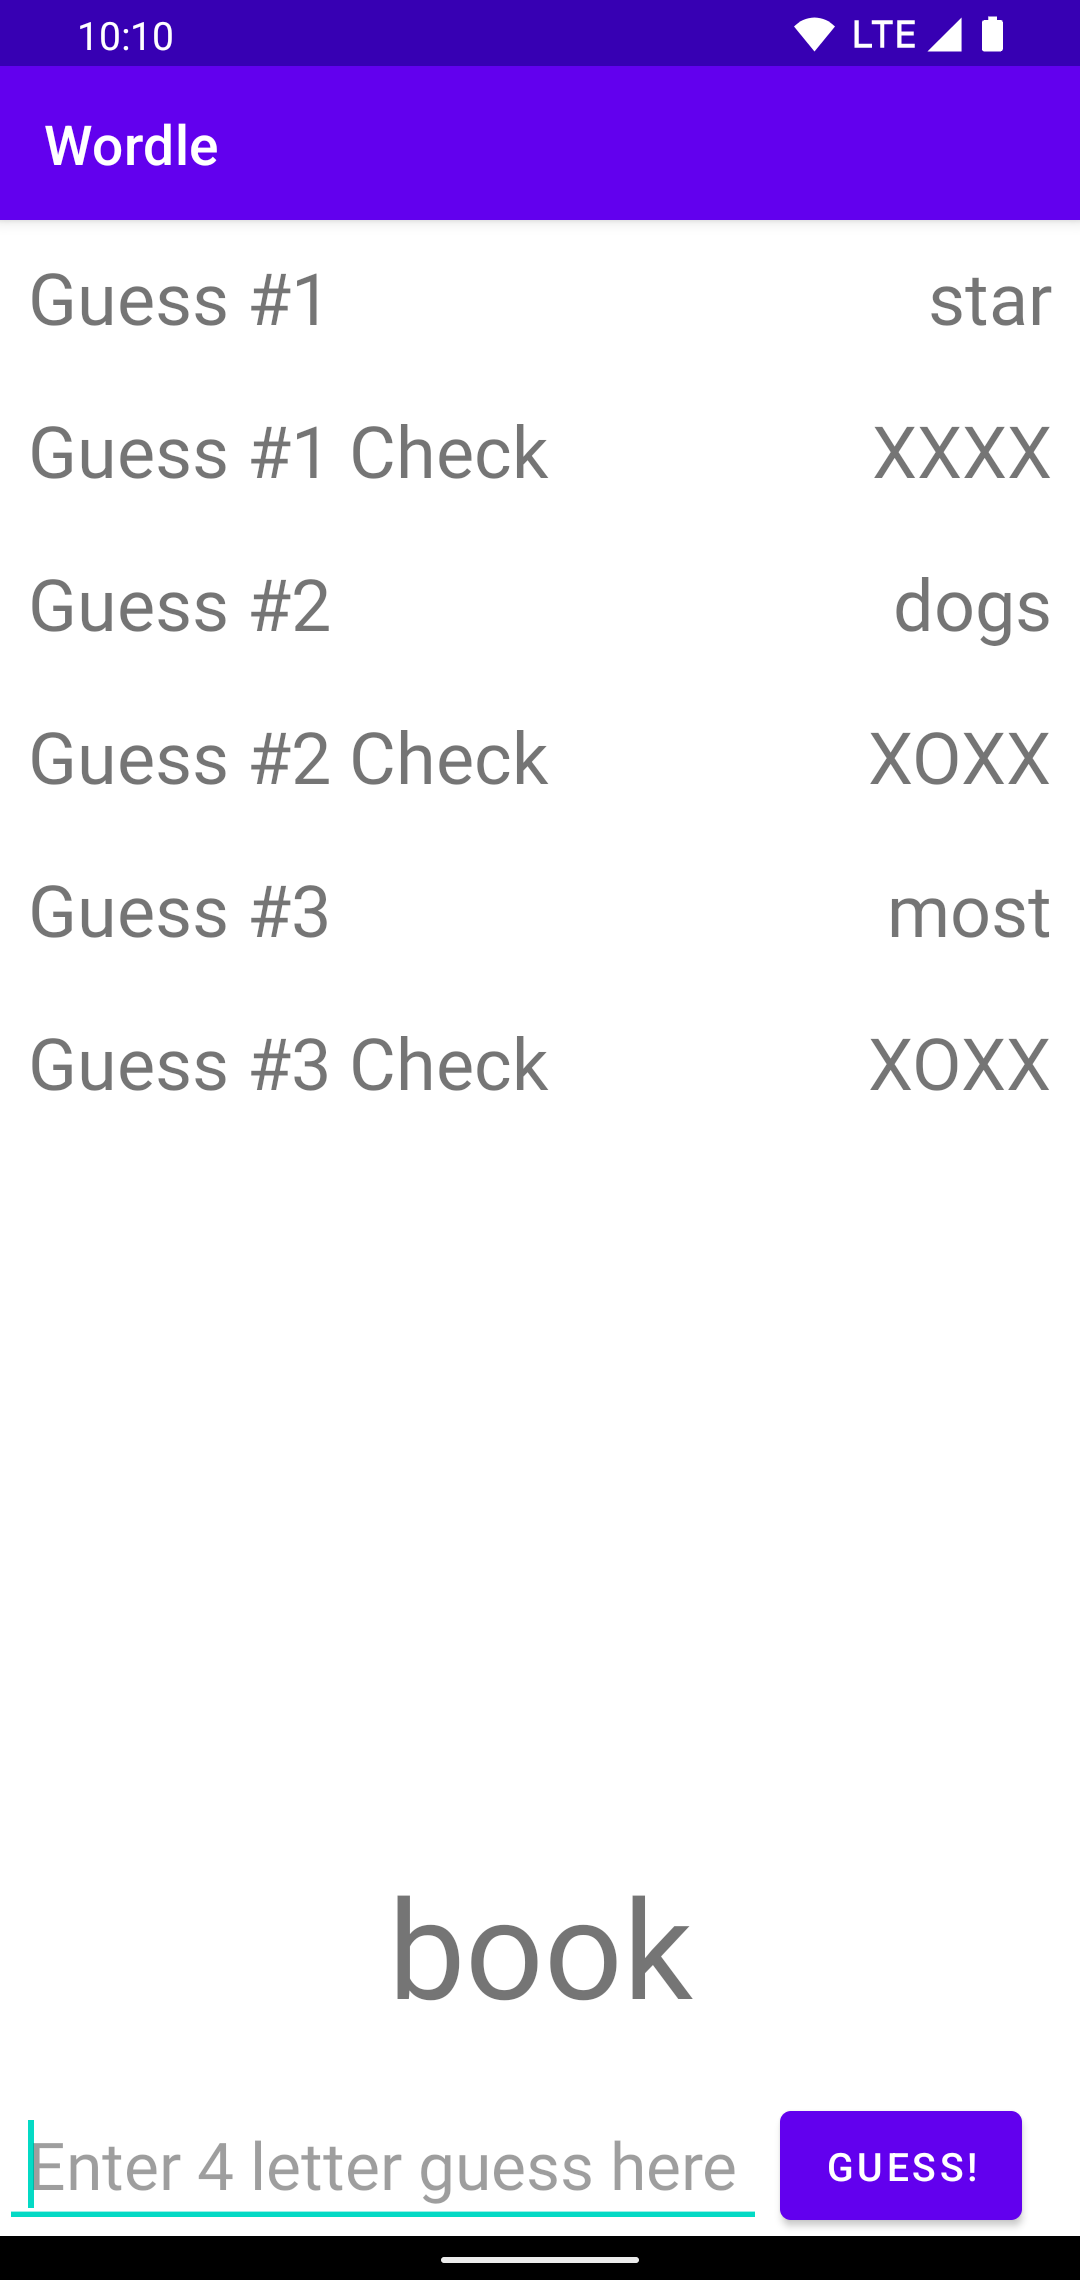 10:10 LTE
Wordle
Guess #1 star
Guess #1 Check XXXX
Guess #2 dogs
Guess #2 Check XOXX
Guess #3 most
Guess #3 Check XOXX
book
Enter 4 letter guess here GUESS!